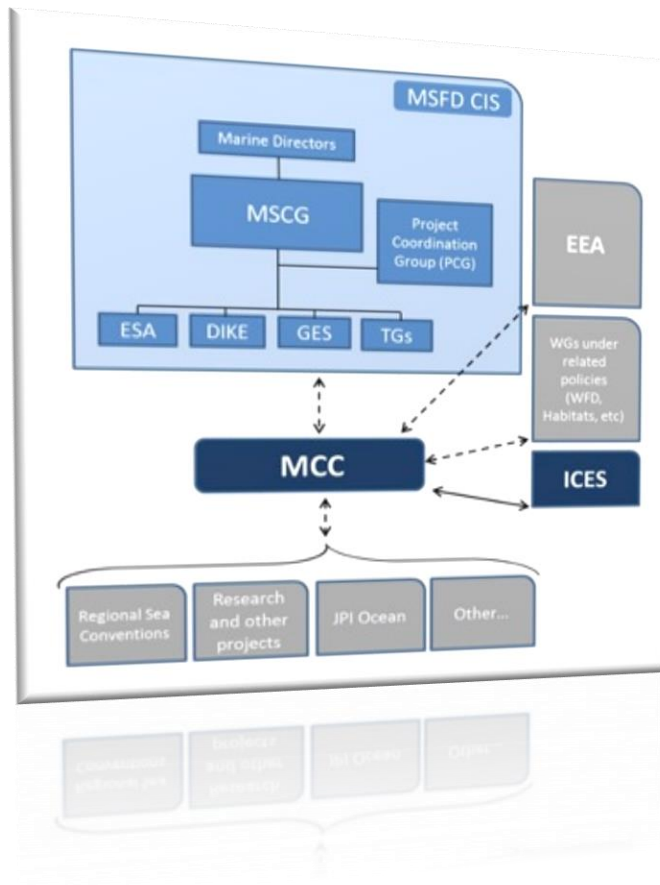 MSFD CIS
Marine Directors
MSCG
Project
Coordination
Group (PCG)
ESA
DIKE
GES
TGs
EEA
WGs under
related
policies
(WFD,
Habitats, etc)
MCC
ICES
Regional Sea
Conventions
Research
and other
projects
JPI Ocean
Other...